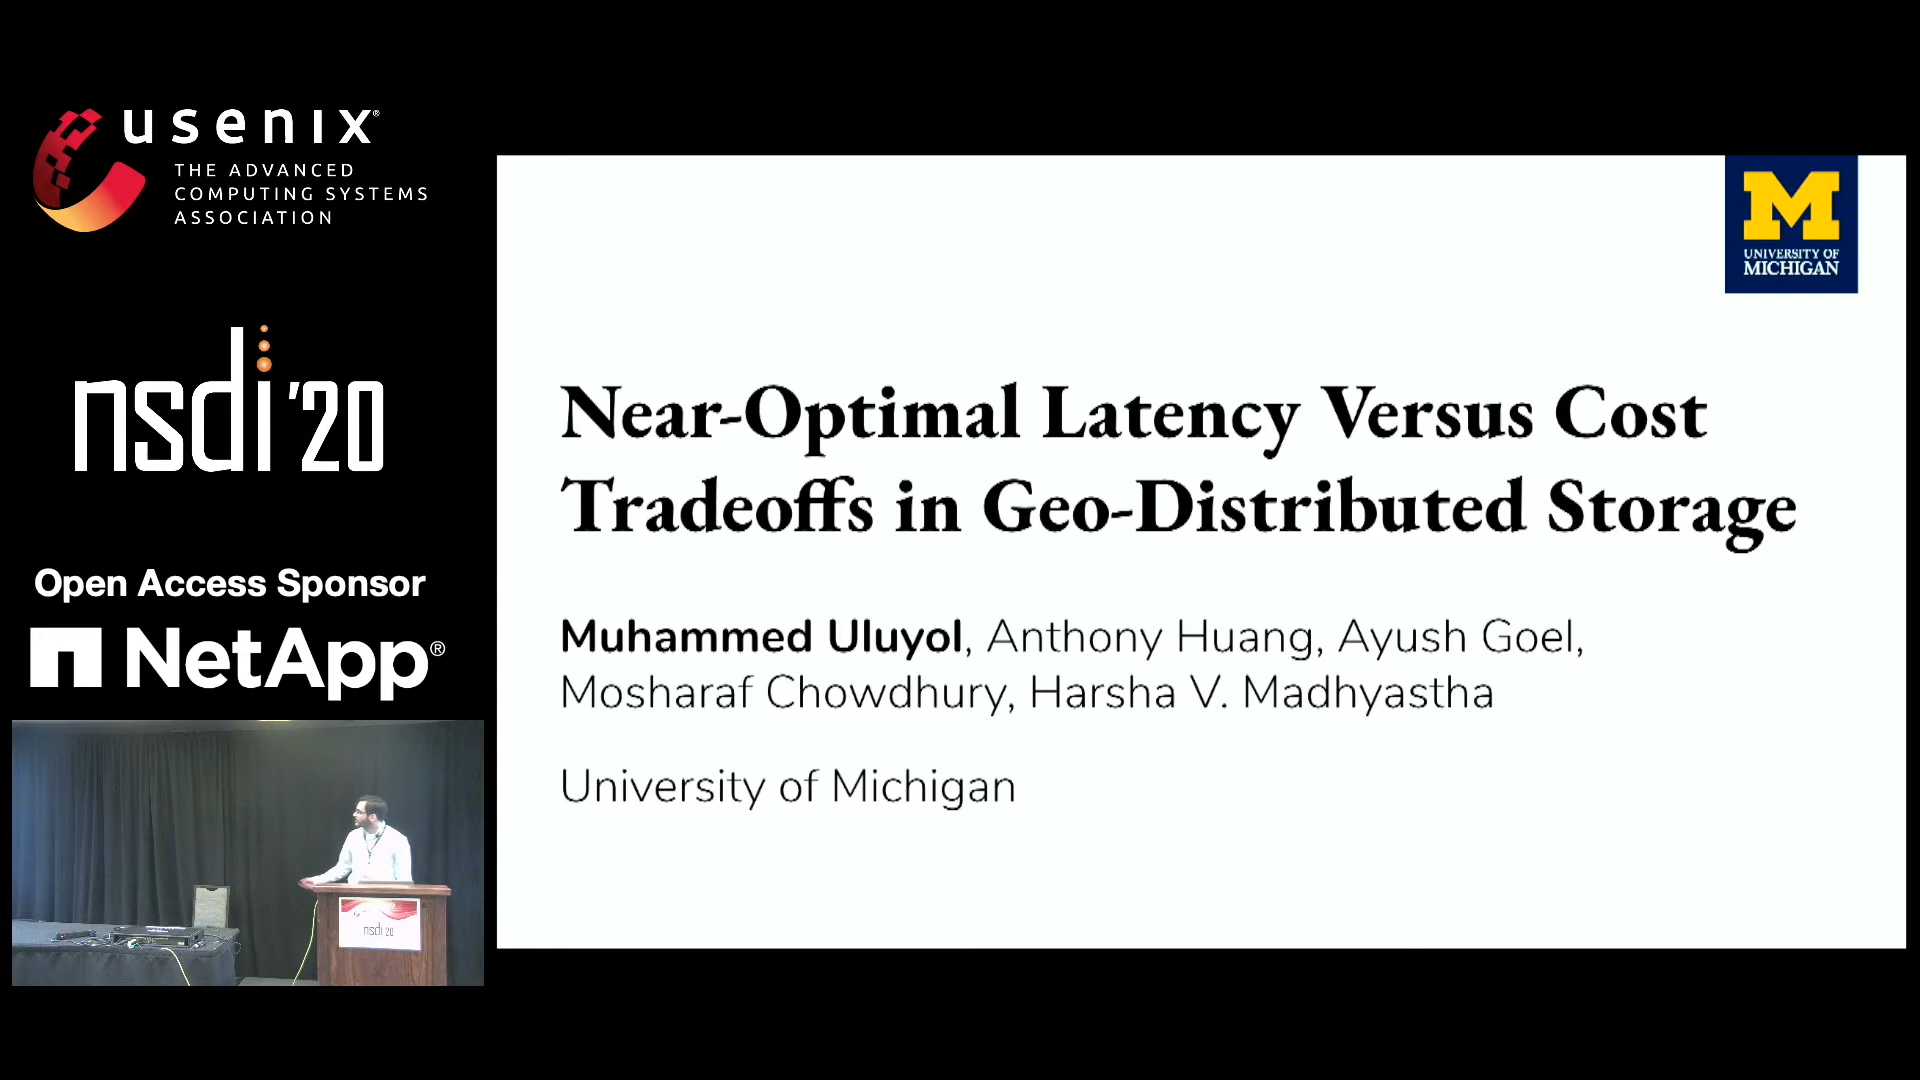 usenix®
THE ADVANCED
COMPUTING SYSTEMS
ASSOCIATION
nsdi '20
Open Access Sponsor
NetApp®
nsdi '20
M
UNIVERSITY OF
MICHIGAN
Near-Optimal Latency Versus Cost
Tradeoffs in Geo-Distributed Storage
Muhammed Uluyol, Anthony Huang, Ayush Goel,
Mosharaf Chowdhury, Harsha V. Madhyastha
University of Michigan